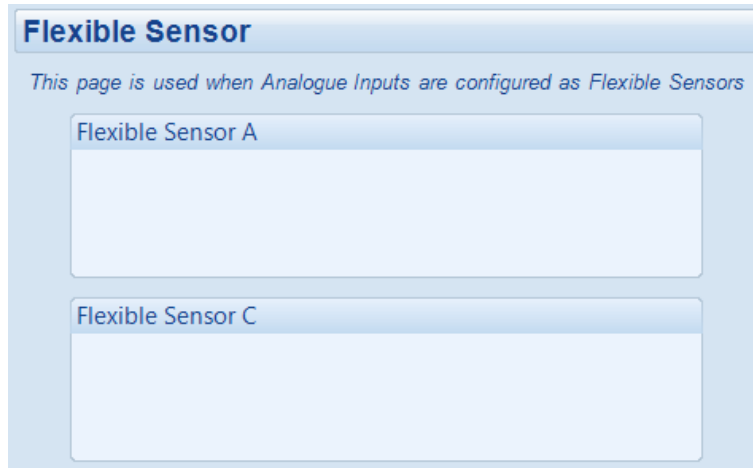 Flexible Sensor
This page is used when Analogue Inputs are configured as Flexible Sensors
Flexible Sensor A
Flexible Sensor C